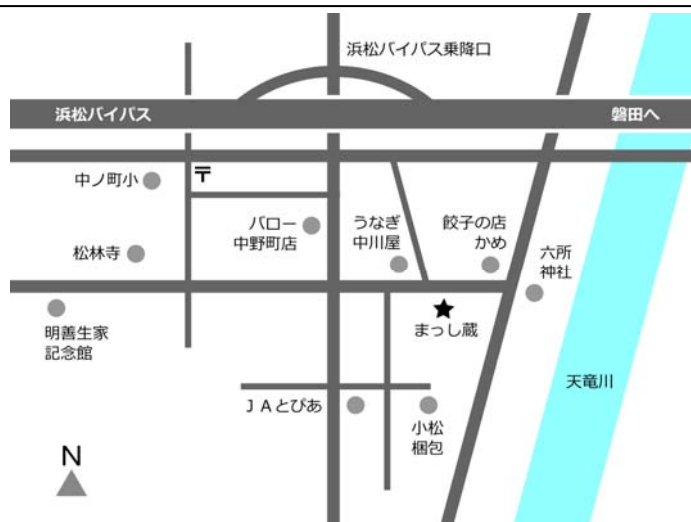 浜松バイパス乗降口
浜松バイパス
磐田へ
中ノ町小
〒
バロー
中野町店
うなぎ
中川屋
餃子の店
かめ
六所
神社
松林寺
明善生家
記念館
まっし蔵
天竜川
JAとぴあ
小松
梱包
N